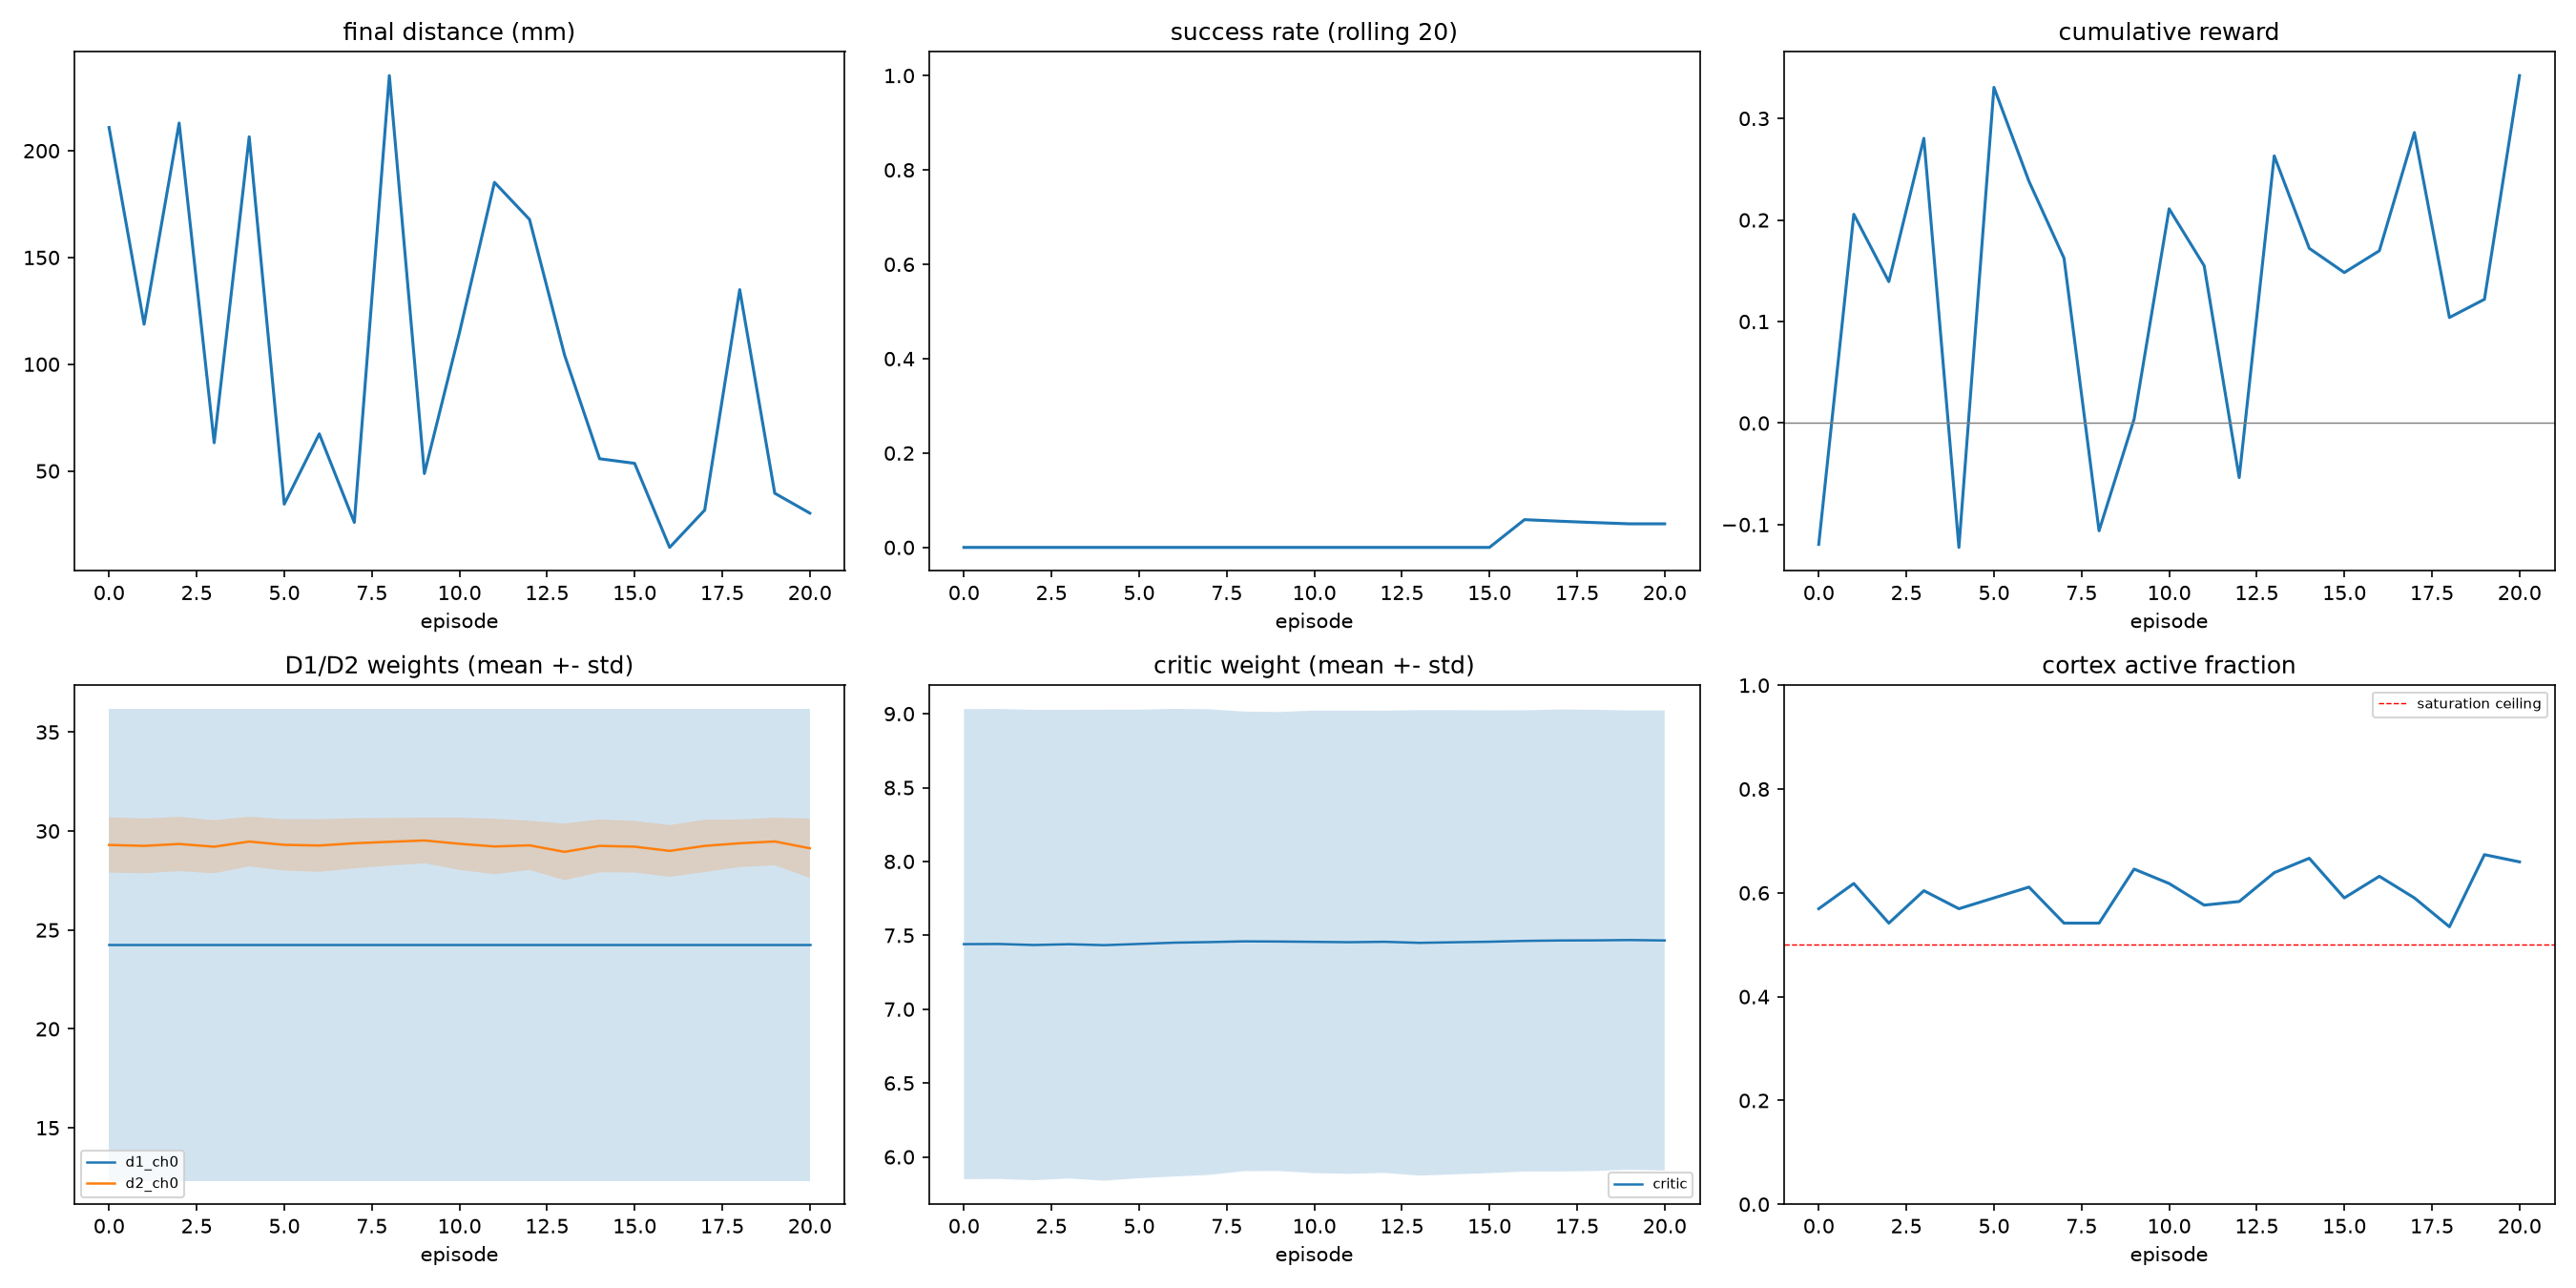 final distance (mm)
200
150
100
50
0.0 2.5 5.0 7.5 10.0 12.5 15.0 17.5 20.0
episode
success rate (rolling 20)
1.0
0.8
0.6
0.4
0.2
0.0
0.0 2.5 5.0 7.5 10.0 12.5 15.0 17.5 20.0
episode
cumulative reward
0.3
0.2
0.1
0.0
−0.1
0.0 2.5 5.0 7.5 10.0 12.5 15.0 17.5 20.0
episode
D1/D2 weights (mean +- std)
35
30
25
20
15
d1_ch0
d2_ch0
0.0 2.5 5.0 7.5 10.0 12.5 15.0 17.5 20.0
episode
critic weight (mean +- std)
9.0
8.5
8.0
7.5
7.0
6.5
6.0
critic
0.0 2.5 5.0 7.5 10.0 12.5 15.0 17.5 20.0
episode
cortex active fraction
1.0
saturation ceiling
0.8
0.6
0.4
0.2
0.0
0.0 2.5 5.0 7.5 10.0 12.5 15.0 17.5 20.0
episode